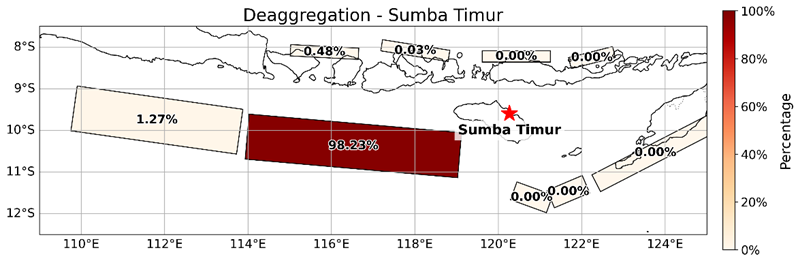 Deaggregation - Sumba Timur
100%
8°S
0.48%
0.03%
0.00%
0.00%
9°S
80%
1.27%
Sumba Timur
10°S
98.23%
60%
0.00%
11°S
40%
0.00%
0.00%
12°S
20%
0%
110°E 112°E 114°E 116°E 118°E 120°E 122°E 124°E
Percentage